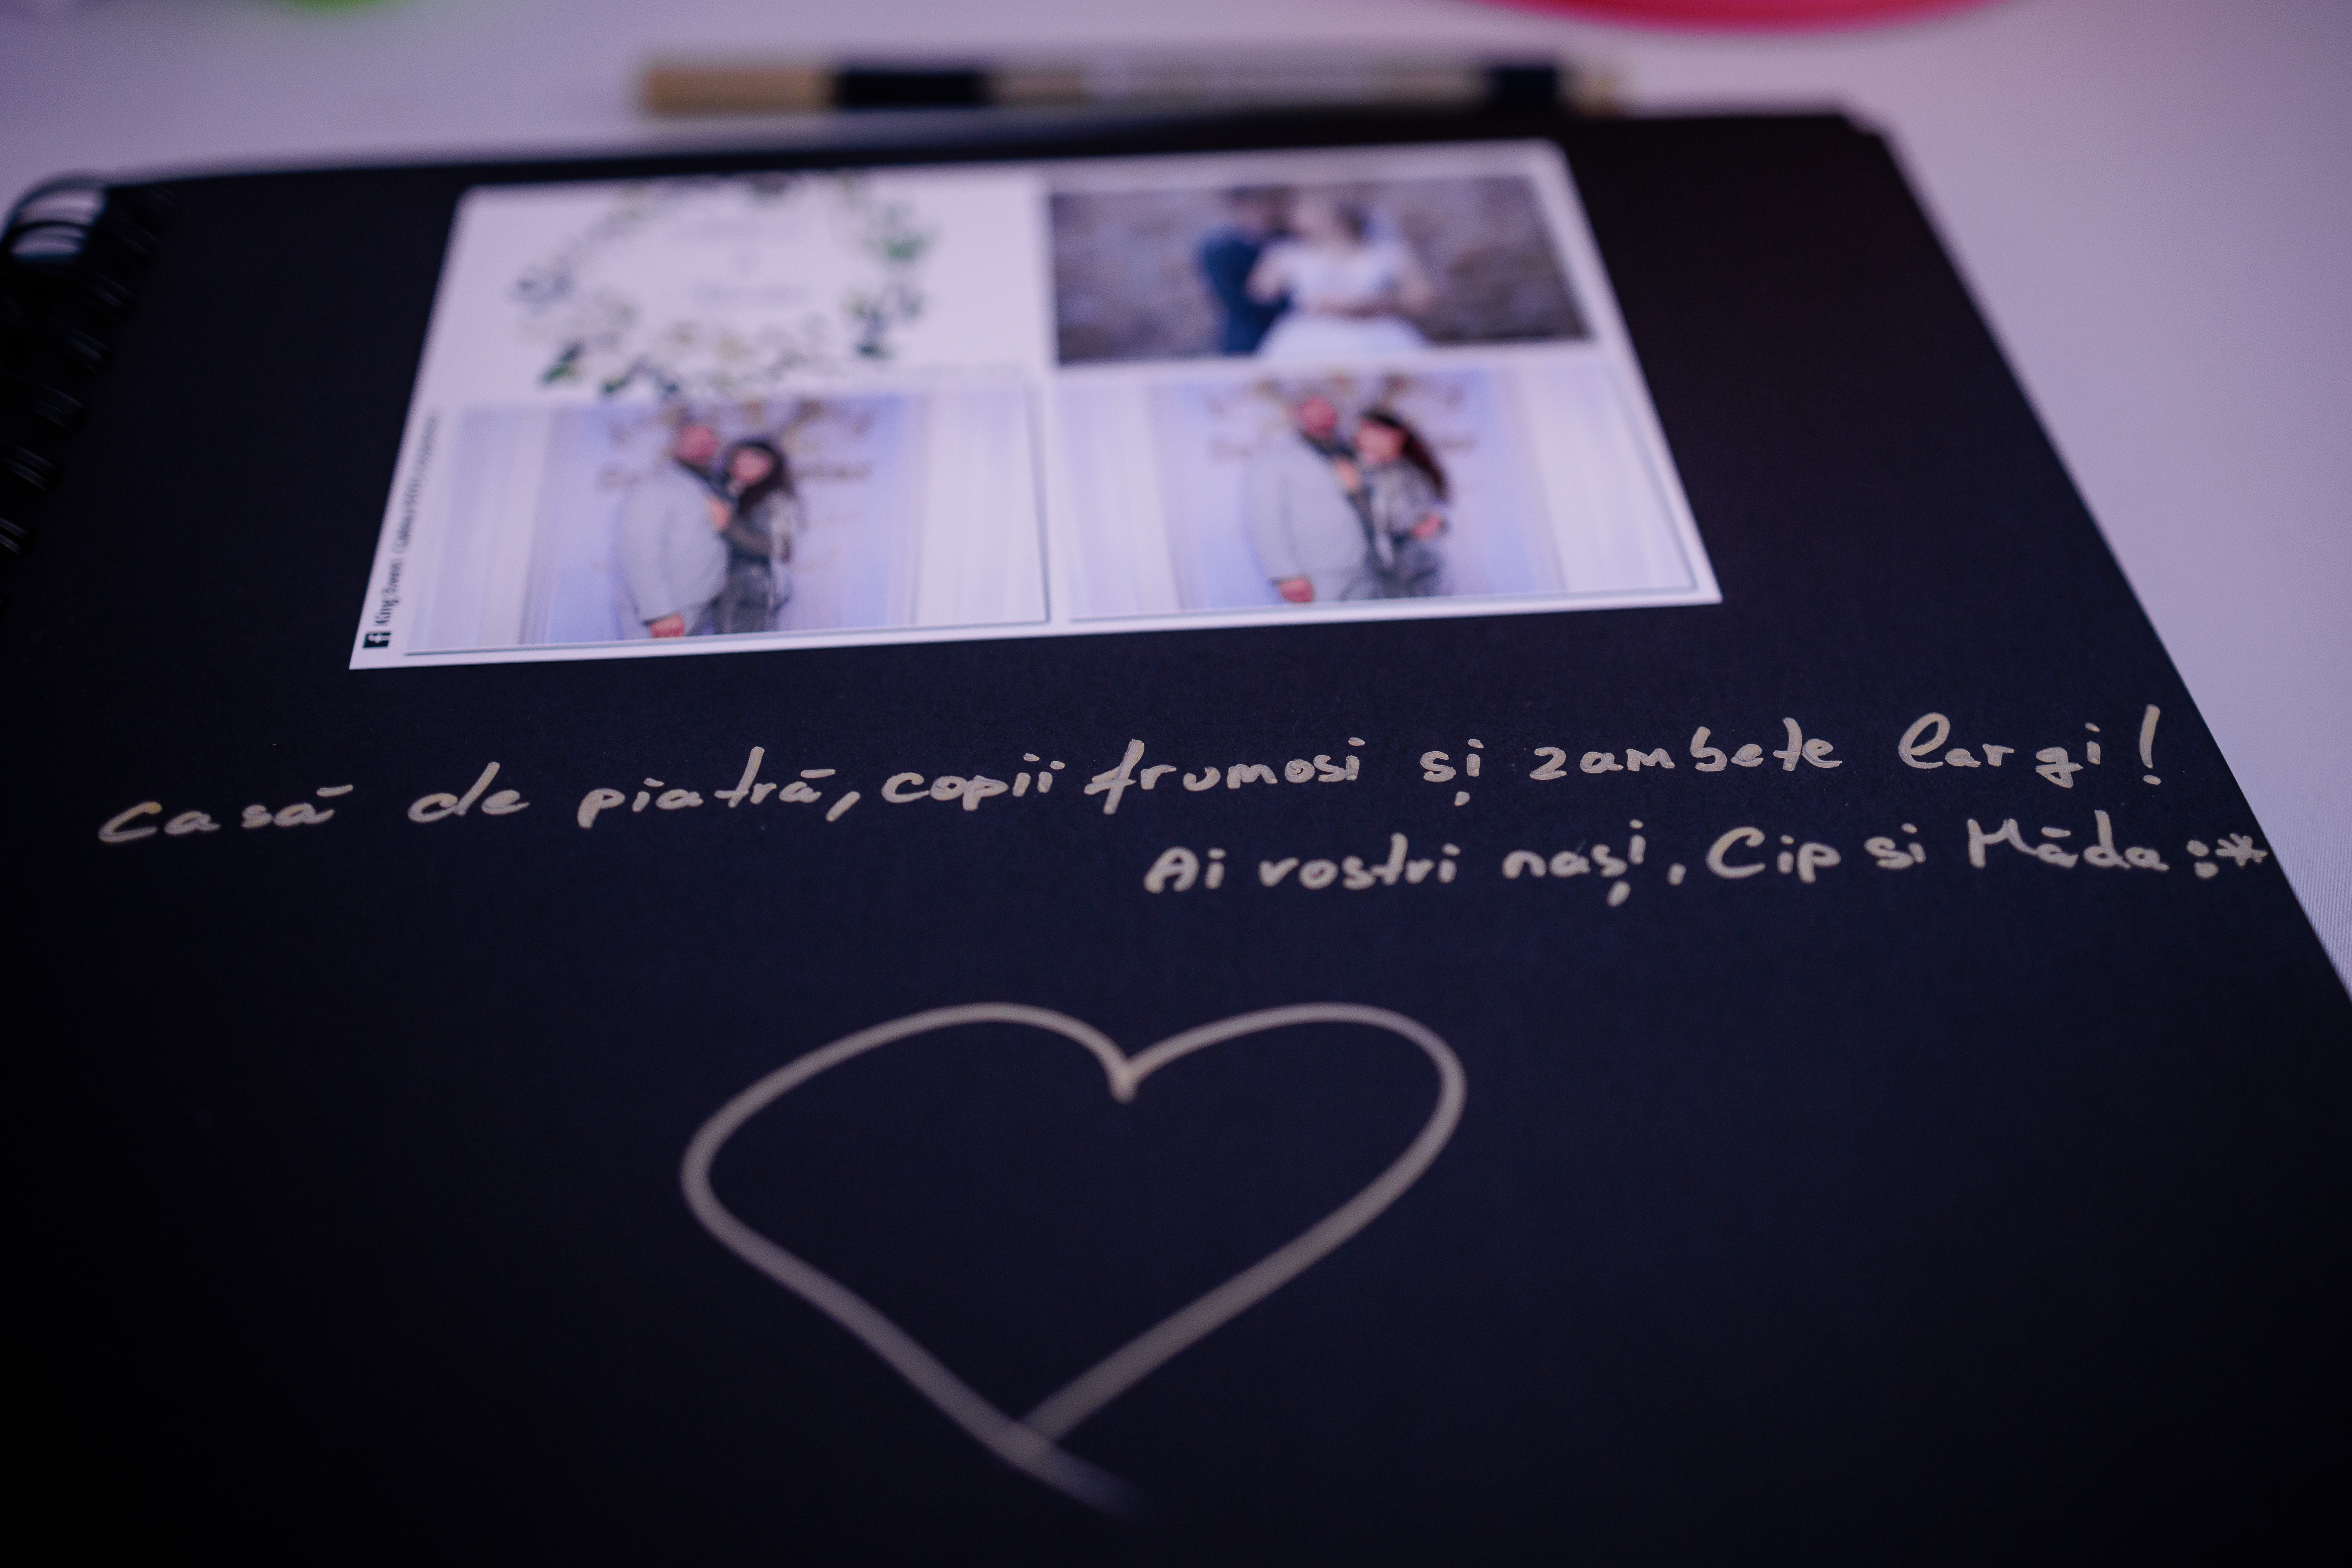 King Event
Casă de piatră, copii frumosi și zambete largi!
Ai vostri nași, Cip si Măda :*